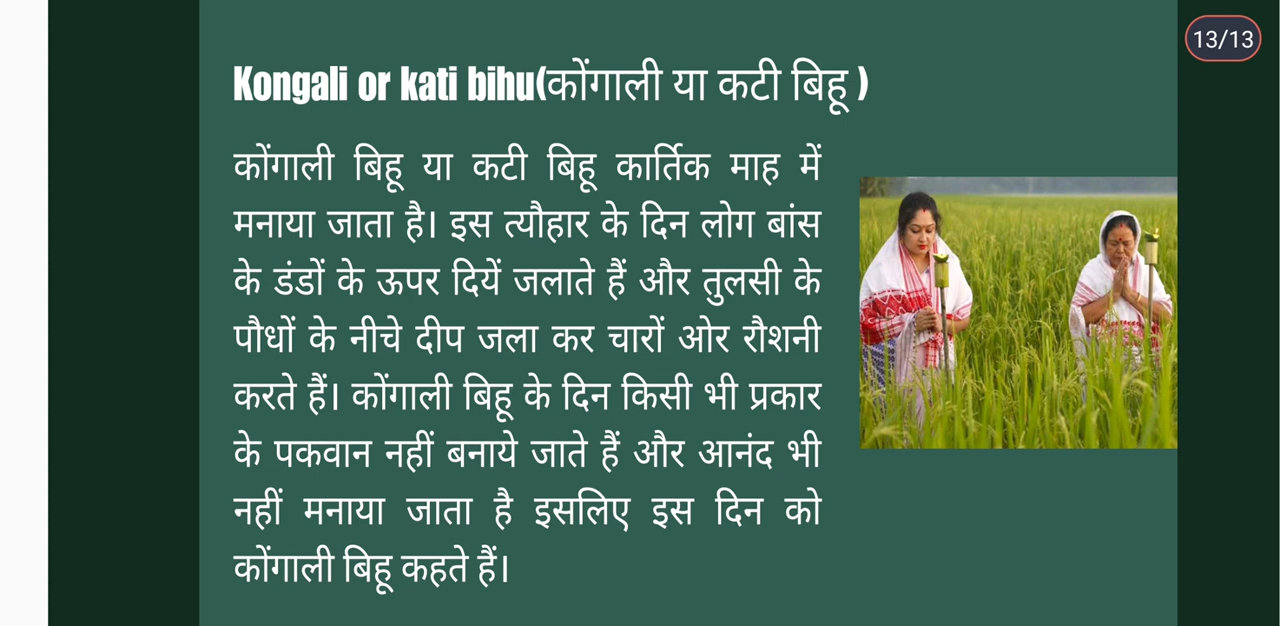 13/13
Kongali or kati bihu(कोंगाली या कटी बिहू )
कोंगाली बिहू या कटी बिहू कार्तिक माह में
मनाया जाता है। इस त्यौहार के दिन लोग बांस
के डंडों के ऊपर दियें जलाते हैं और तुलसी के
पौधों के नीचे दीप जला कर चारों ओर रौशनी
करते हैं। कोंगाली बिहू के दिन किसी भी प्रकार
के पकवान नहीं बनाये जाते हैं और आनंद भी
नहीं मनाया जाता है इसलिए इस दिन को
कोंगाली बिहू कहते हैं।